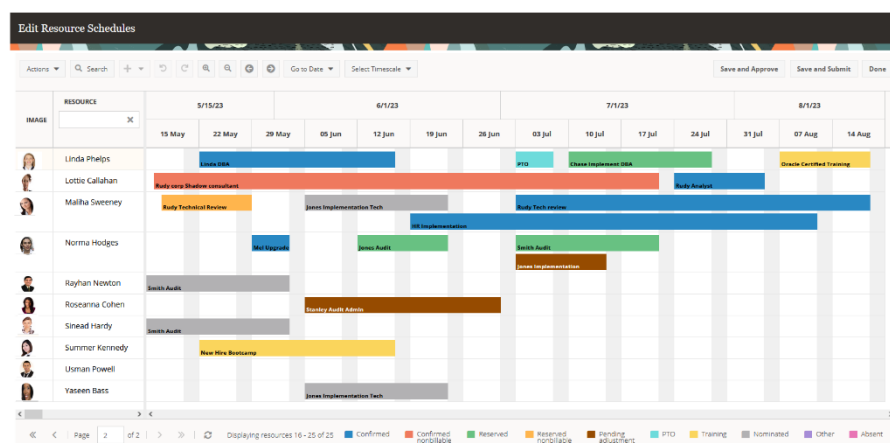 Edit Resource Schedules
Actions Search Go to Date Select Timescale Save and Approve Save and Submit Done
IMAGE RESOURCE 5/15/23 6/1/23 7/1/23 8/1/23
15 May 22 May 29 May 05 Jun 12 Jun 19 Jun 26 Jun 03 Jul 10 Jul 17 Jul 24 Jul 31 Jul 07 Aug 14 Aug
Linda Phelps Linda DBA PTO Chase Implement DBA Oracle Certified Training
Lottie Callahan Rudy corp Shadow consultant Rudy Analyst
Maliha Sweeney Rudy Technical Review Jones Implementation Tech Rudy Tech review
Implementation
Norma Hodges Upgrade Jones Audit Smith Audit
Jones Implementation
Rayhan Newton Smith Audit
Roseanna Cohen Stanley Audit Admin
Sinead Hardy Smith Audit
Summer Kennedy New Hire Bootcamp
Usman Powell
Yaseen Bass Jones Implementation Tech
Page 2 of 2 Displaying resources 16 - 25 of 25 Confirmed Confirmed nonbillable Reserved Reserved nonbillable Pending adjustment PTO Training Nominated Other Absent